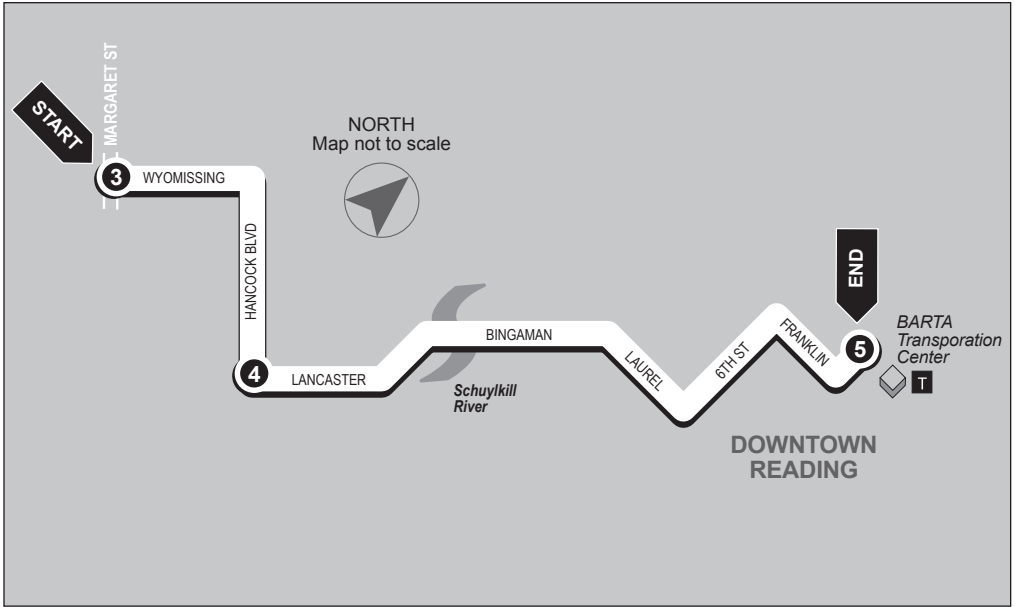 MARGARET ST
START
NORTH
Map not to scale
3
WYOMISSING
HANCOCK BLVD
4
LANCASTER
BINGAMAN
Schuylkill
River
LAUREL
6TH ST
FRANKLIN
END
5
BARTA
Transporation
Center
T
DOWNTOWN
READING